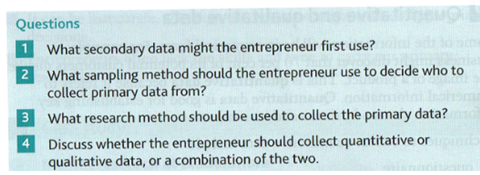 Questions
1 What secondary data might the entrepreneur first use?
2 What sampling method should the entrepreneur use to decide who to
collect primary data from?
3 What research method should be used to collect the primary data?
4 Discuss whether the entrepreneur should collect quantitative or
qualitative data, or a combination of the two.